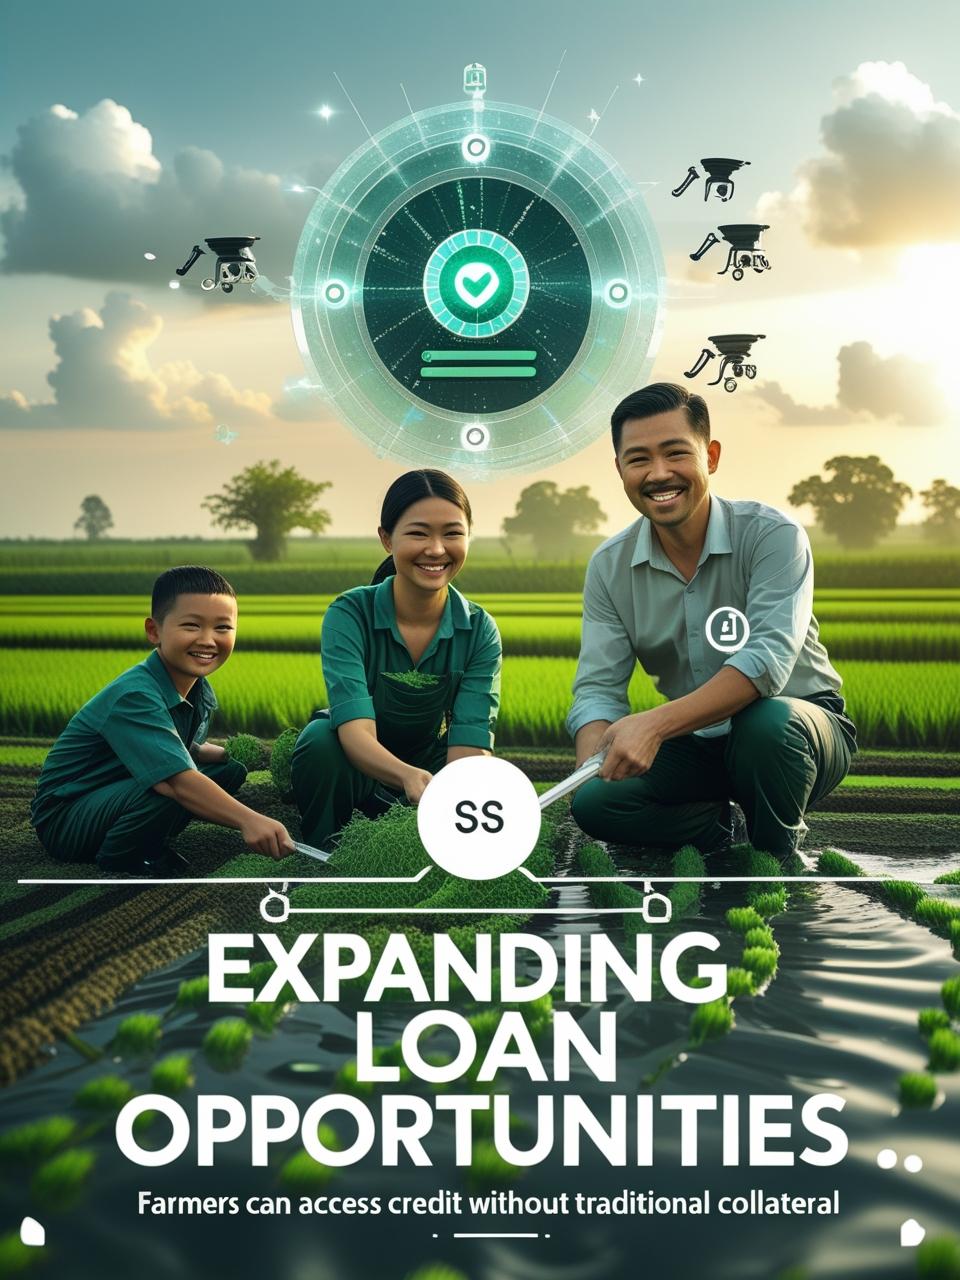 SS
EXPANDING
LOAN
OPPORTUNITIES
Farmers can access credit without traditional collateral